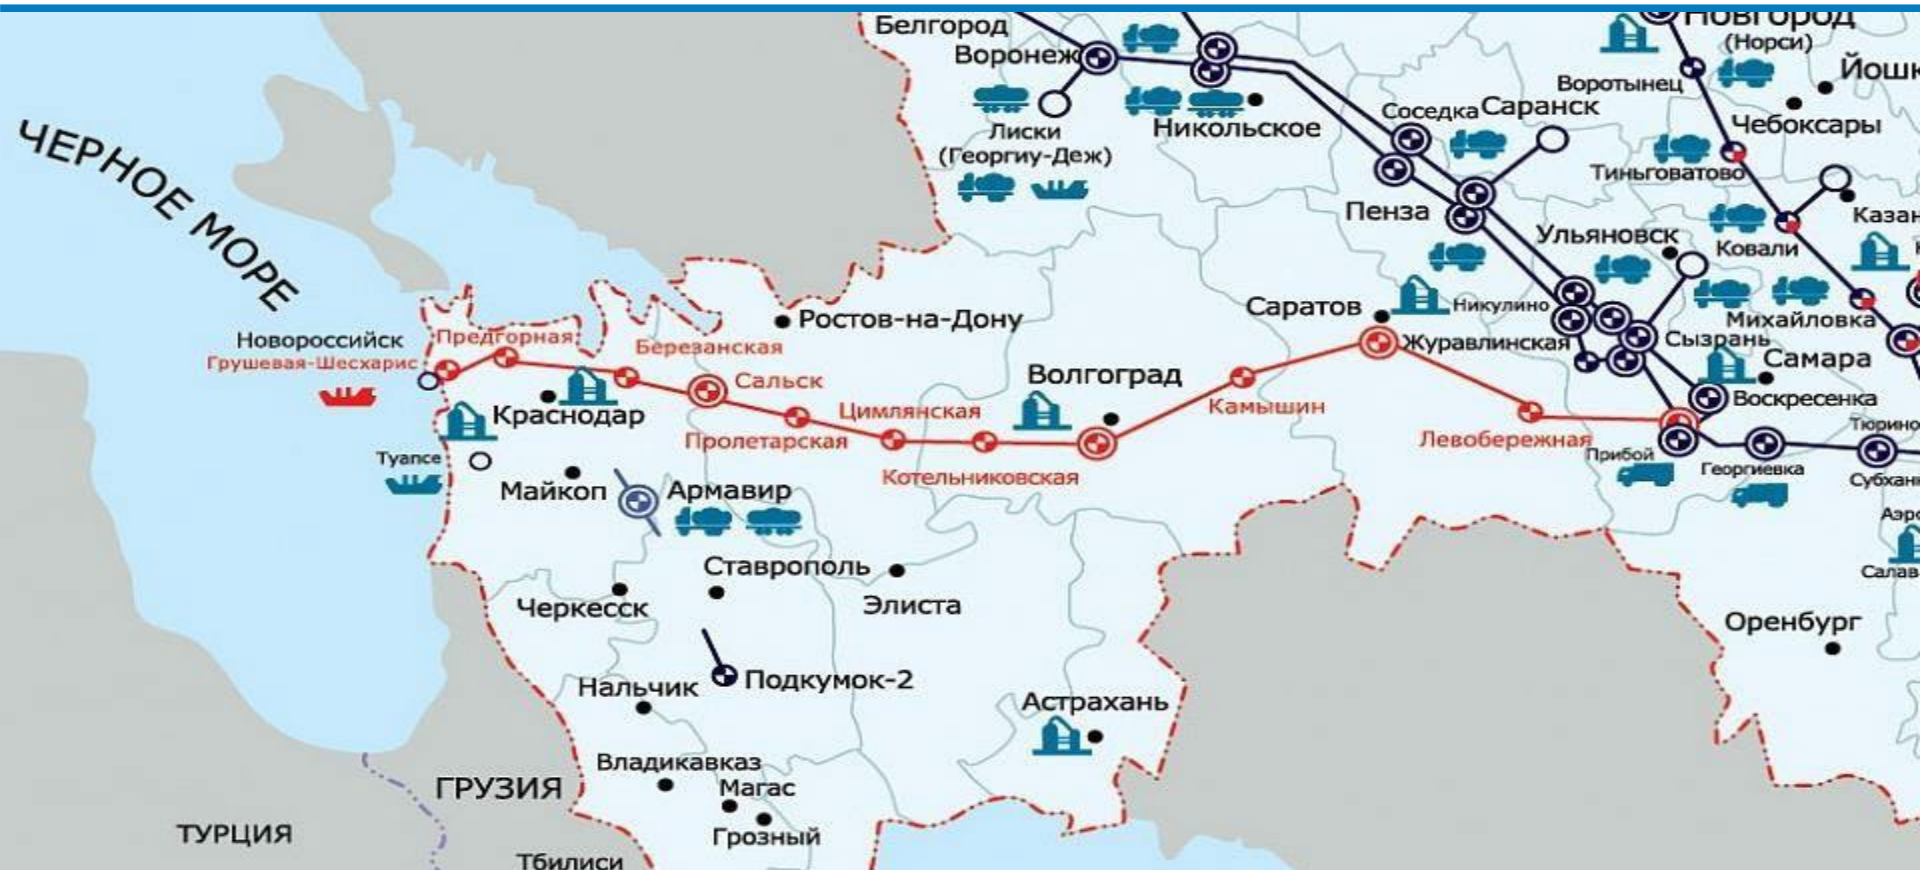 Белгород
Воронеж
Новгород
(Норси)
Йошк
Воротынец
Чебоксары
Соседка
Саранск
Никольское
Лиски
(Георгиу-Деж)
Тиньговатово
Казан
Пенза
Ульяновск
Ковали
ЧЕРНОЕ МОРЕ
Ростов-на-Дону
Саратов
Никулино
Михайловка
Новороссийск
Грушевая-Шесхарис
Предгорная
Березанская
Журавлинская
Сызрань
Самара
Сальск
Волгоград
Камышин
Воскресенка
Краснодар
Цимлянская
Пролетарская
Левобережная
Тюрино
Туапсе
Котельниковская
Прибой
Георгиевка
Субхан
Майкоп
Армавир
Аэро
Ставрополь
Элиста
Черкесск
Салав
Оренбург
Нальчик
Подкумок-2
Астрахань
Владикавказ
Магас
Грозный
ГРУЗИЯ
ТУРЦИЯ
Тбилиси